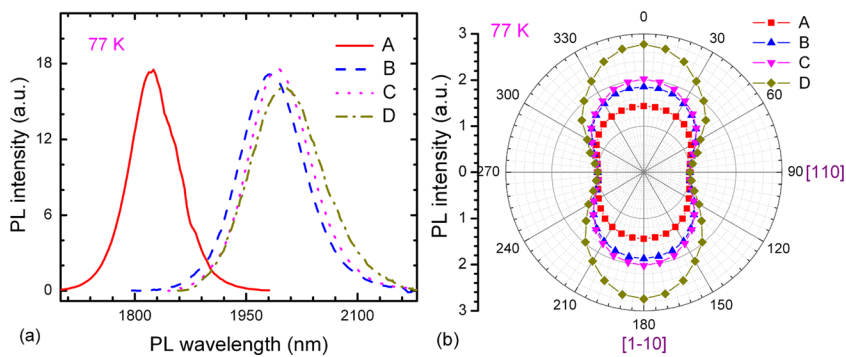 77 K
A
B
C
D
PL intensity (a.u.)
18
12
6
0
1800
1950
2100
PL wavelength (nm)
(a)
77 K
A
B
C
D
PL intensity (a.u.)
3
2
1
0
1
2
3
0
30
60
90
[110]
120
150
180
210
240
270
300
330
[1-10]
(b)